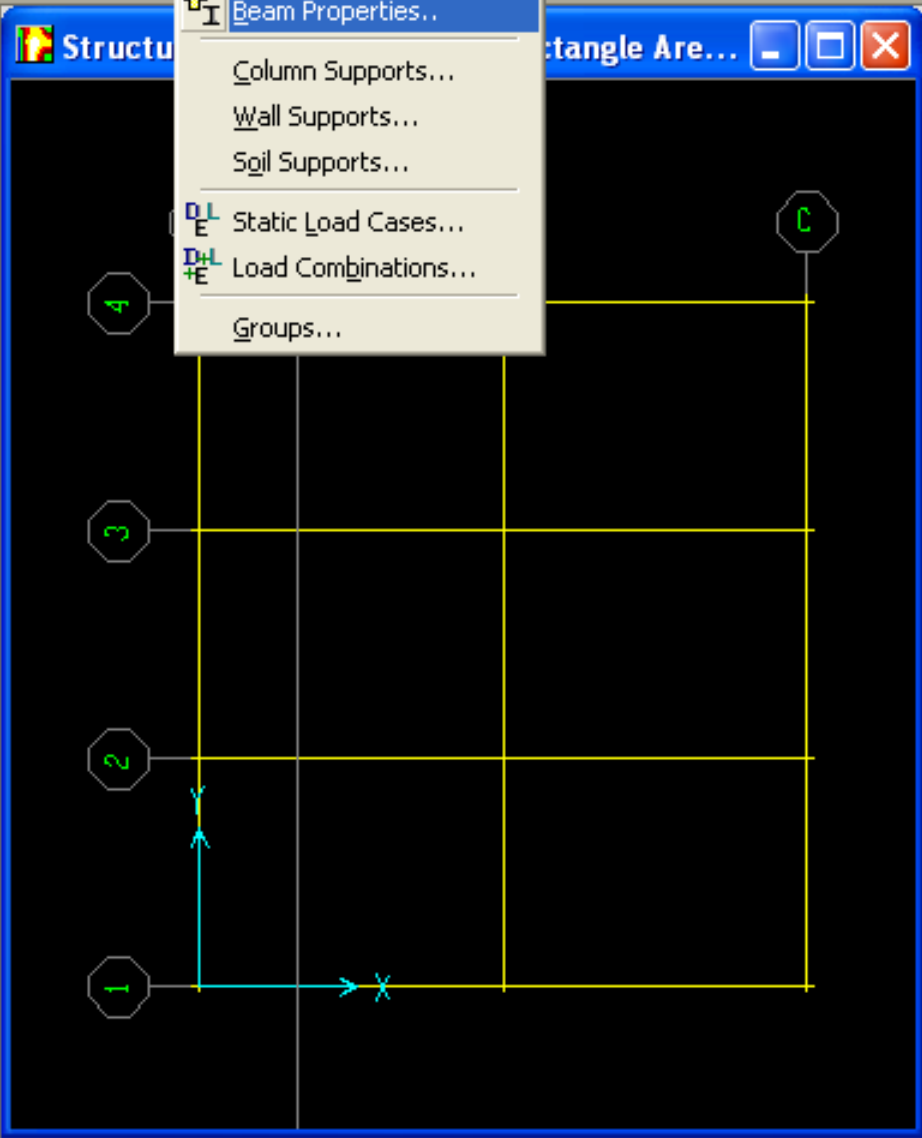 Beam Properties..
Structu
ctangle Are...
Column Supports...
Wall Supports...
Soil Supports...
D L E Static Load Cases...
D+L +E Load Combinations...
Groups...
C
4
3
2
Y
1
X